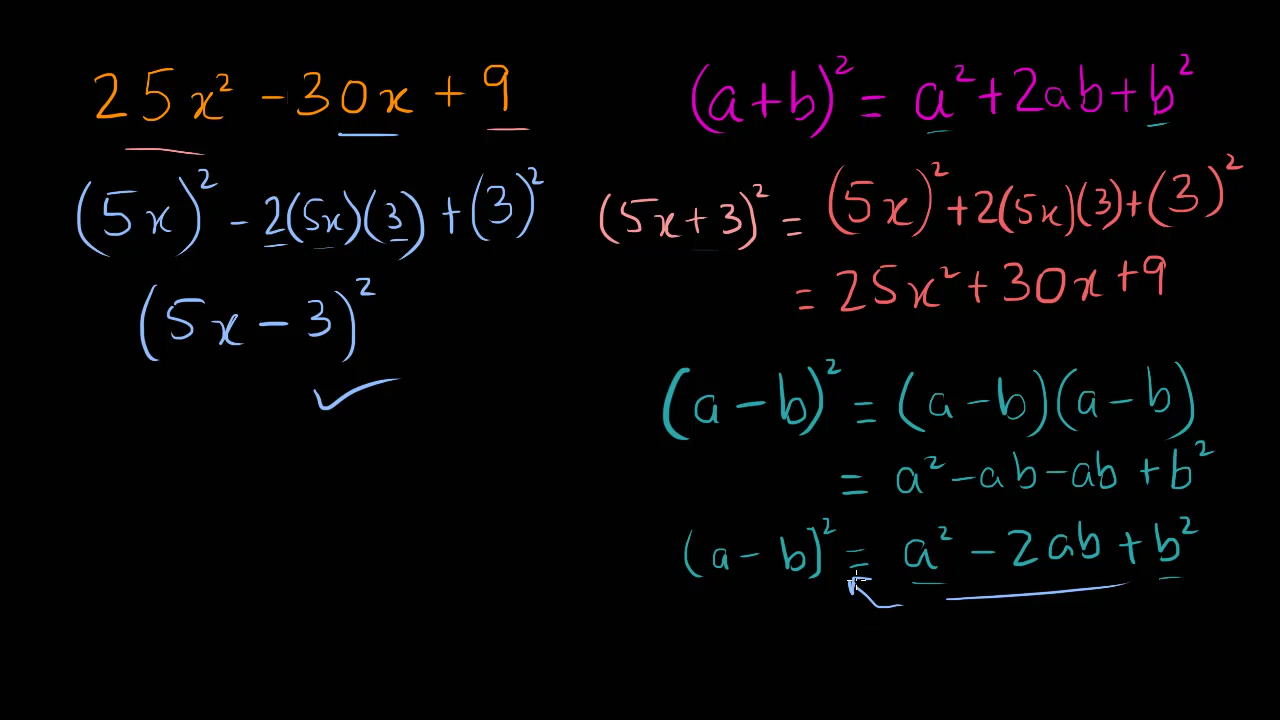 25x² - 30x + 9
(5x)² - 2(5x)(3) + (3)²
(5x - 3)²
(a+b)² = a² + 2ab + b²
(5x + 3)² = (5x)² + 2(5x)(3) + (3)²
= 25x² + 30x + 9
(a - b)² = (a - b)(a - b)
= a² - ab - ab + b²
(a - b)² = a² - 2ab + b²